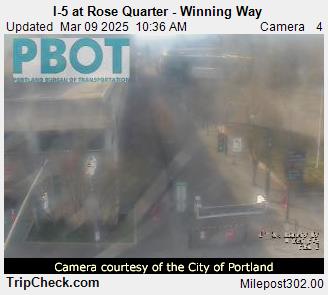 I-5 at Rose Quarter - Winning Way
Updated Mar 09 2025 10:36 AM Camera 4
PBOT
PORTLAND BUREAU OF TRANSPORTATION
Camera courtesy of the City of Portland
TripCheck.com Milepost302.00